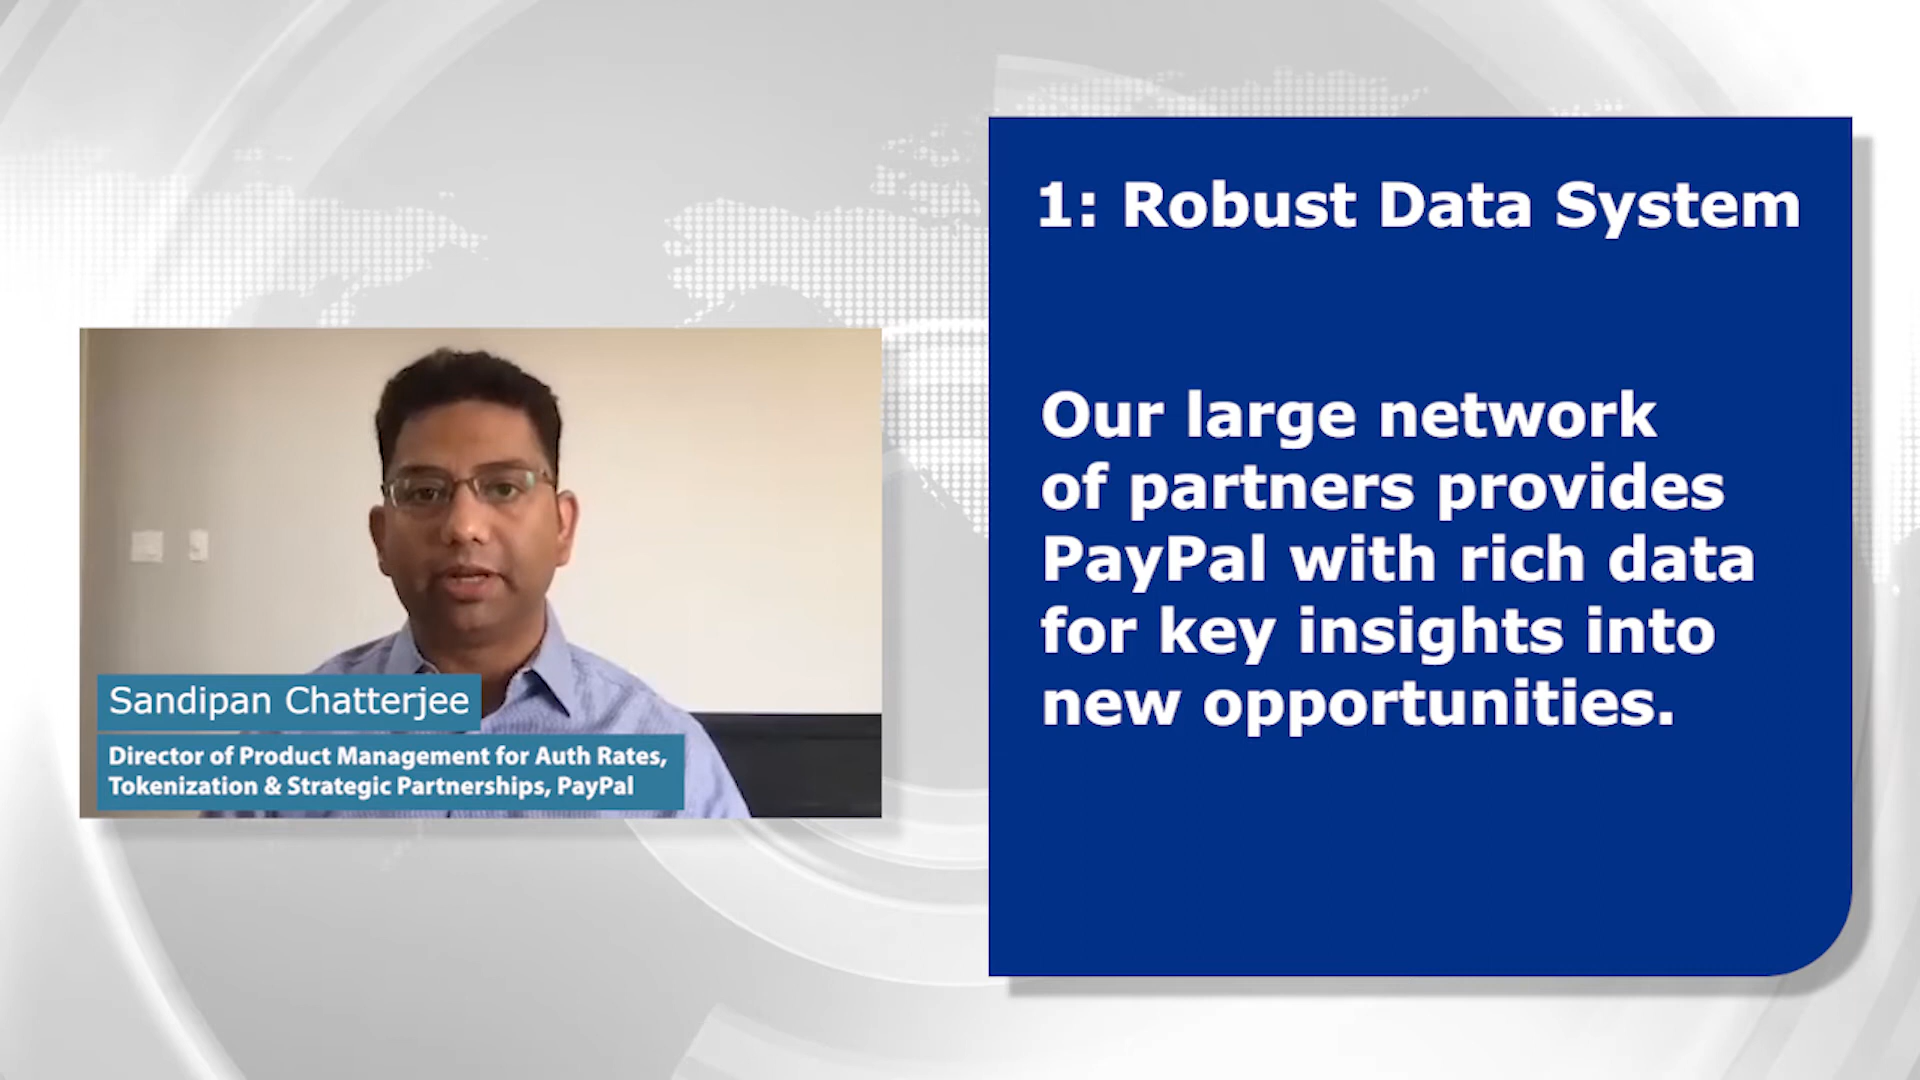 Sandipan Chatterjee
Director of Product Management for Auth Rates,
Tokenization & Strategic Partnerships, PayPal
1: Robust Data System
Our large network
of partners provides
PayPal with rich data
for key insights into
new opportunities.